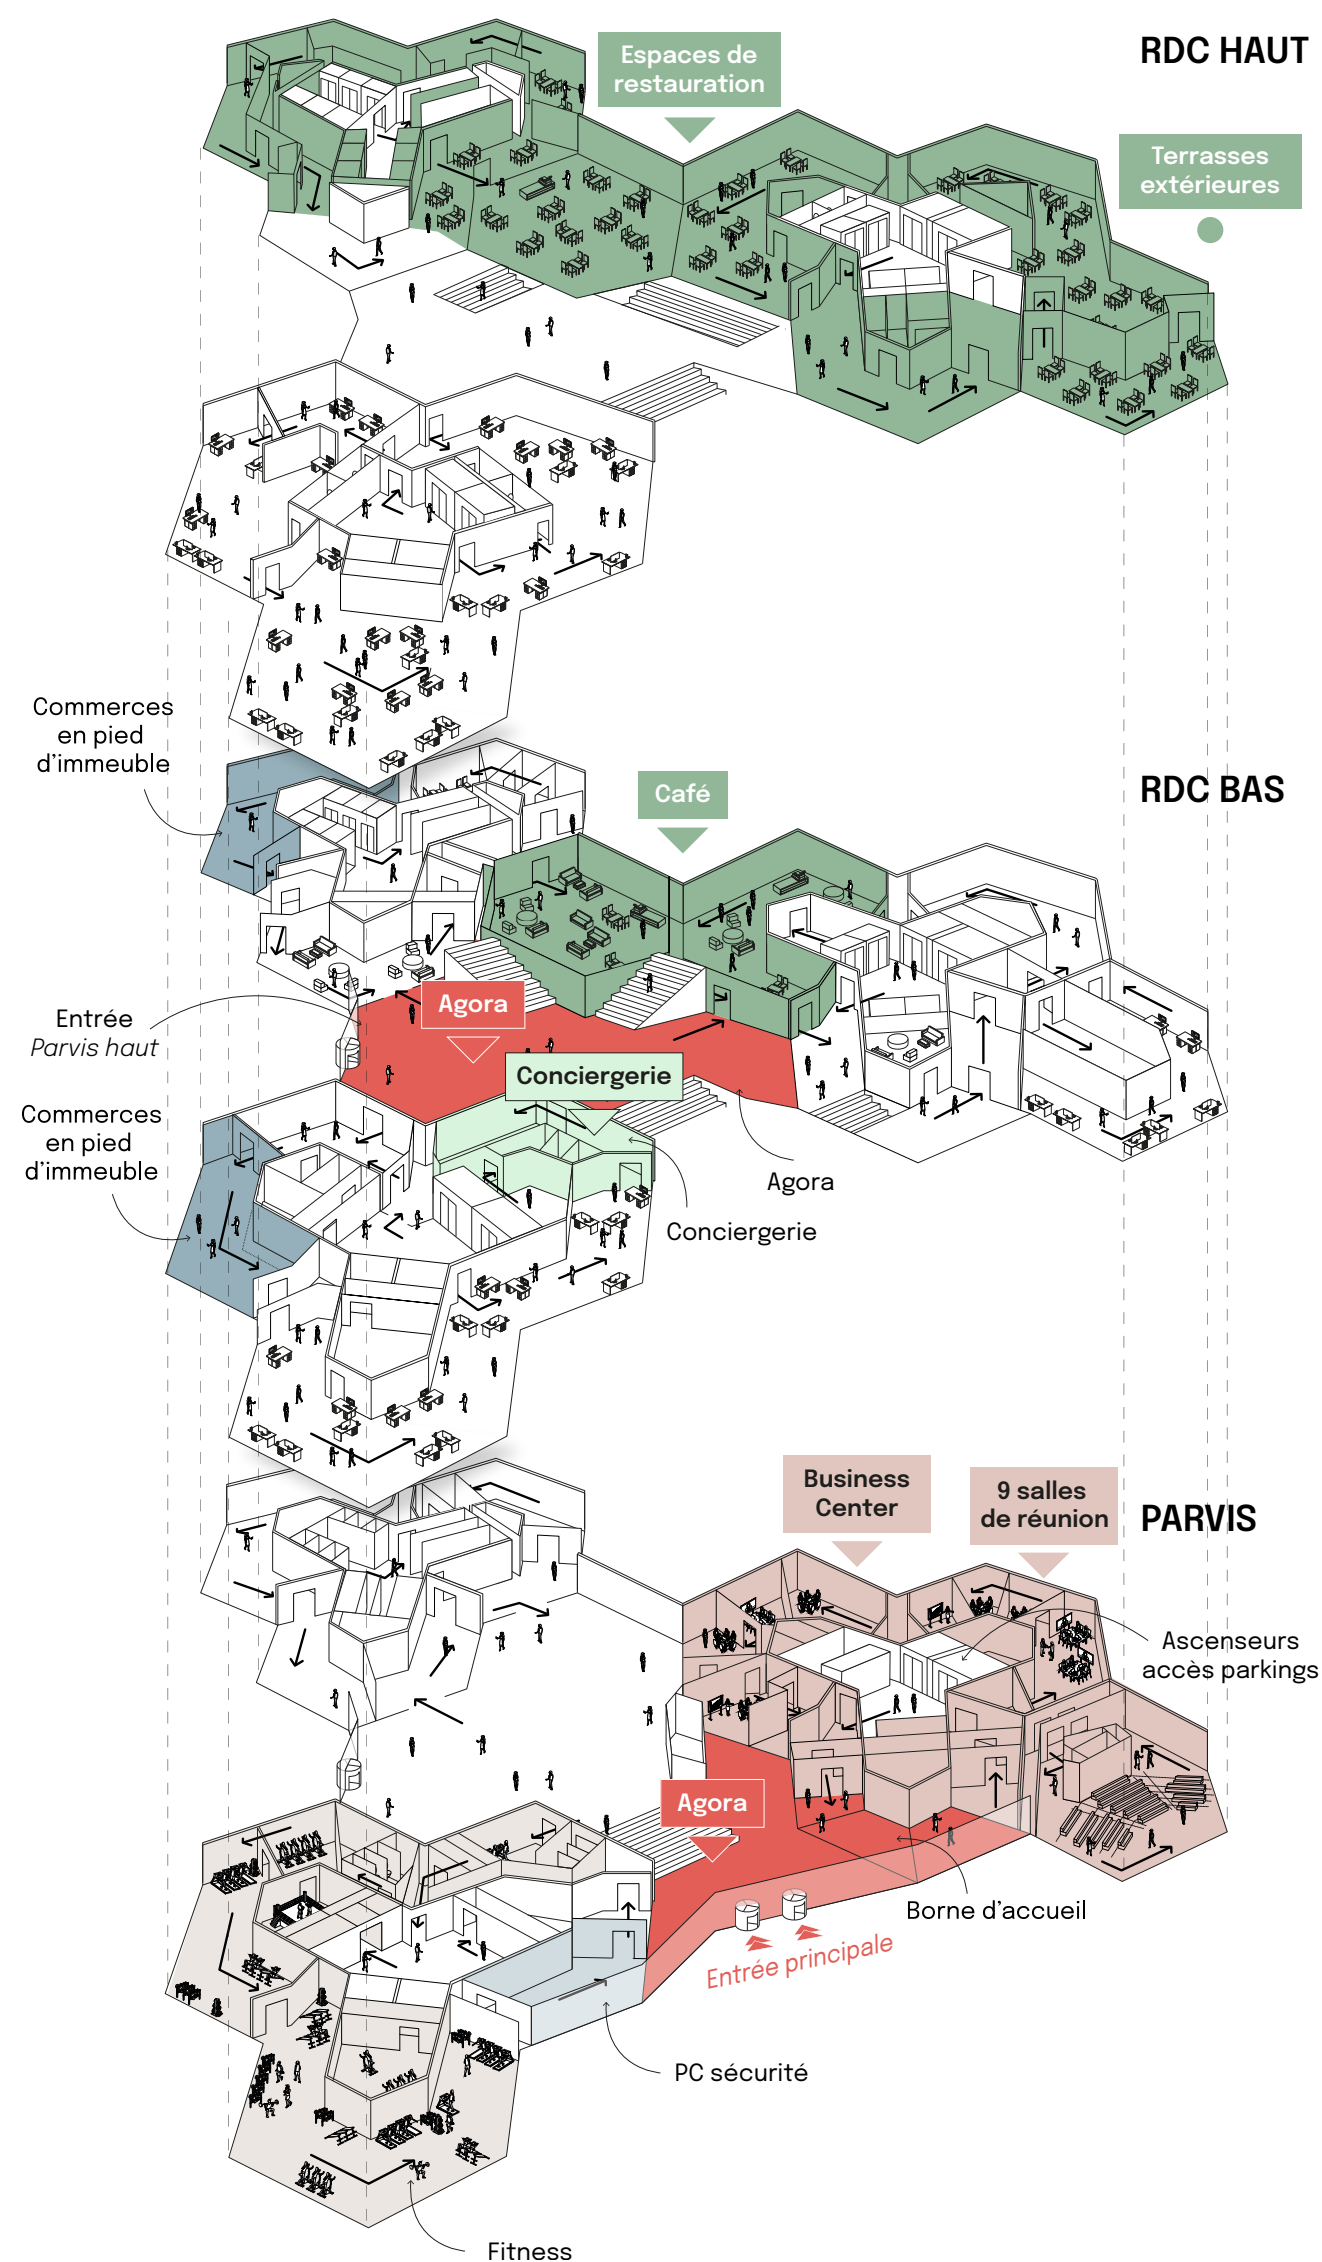 RDC HAUT
Espaces de
restauration
Terrasses
extérieures
Commerces
en pied
d'immeuble
RDC BAS
Café
Agora
Entrée
Parvis haut
Conciergerie
Commerces
en pied
d'immeuble
Agora
Conciergerie
Business
Center
9 salles
de réunion
PARVIS
Ascenseurs
accès parkings
Agora
Borne d'accueil
Entrée principale
PC sécurité
Fitness